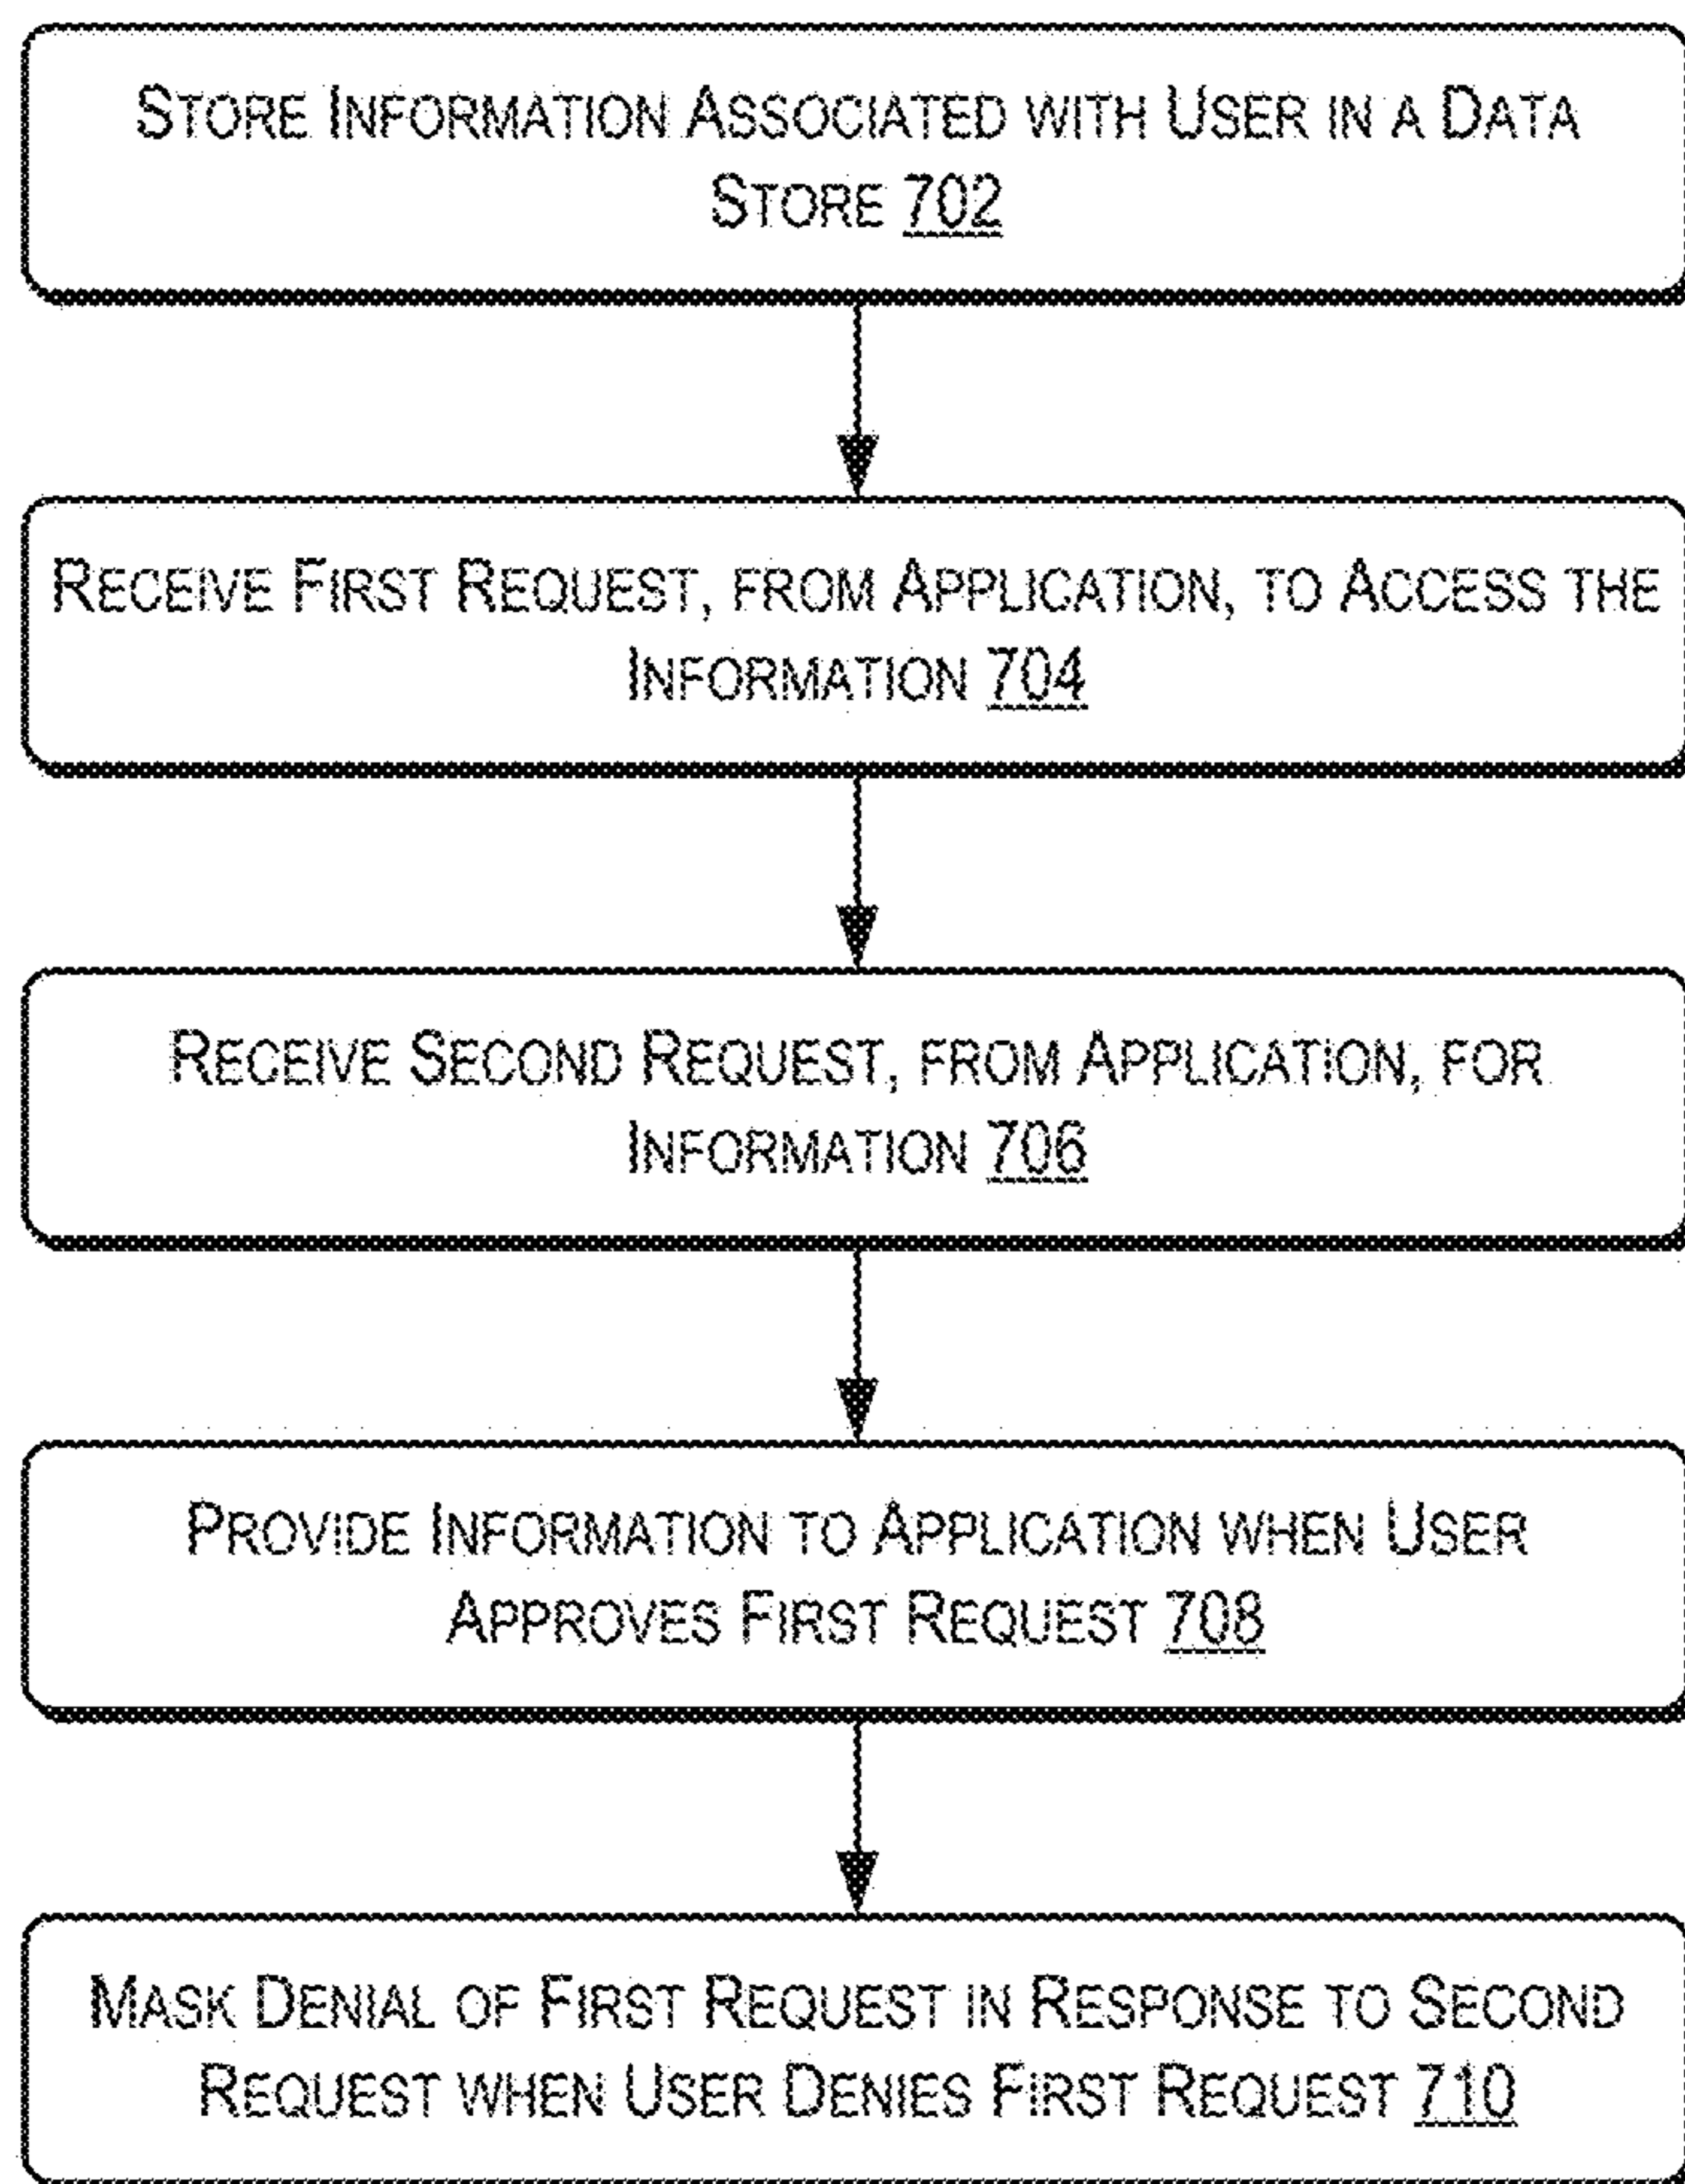 STORE INFORMATION ASSOCIATED WITH USER IN A DATA
STORE 702
RECEIVE FIRST REQUEST, FROM APPLICATION, TO ACCESS THE
INFORMATION 704
RECEIVE SECOND REQUEST, FROM APPLICATION, FOR
INFORMATION 706
PROVIDE INFORMATION TO APPLICATION WHEN USER
APPROVES FIRST REQUEST 708
MASK DENIAL OF FIRST REQUEST IN RESPONSE TO SECOND
REQUEST WHEN USER DENIES FIRST REQUEST 710